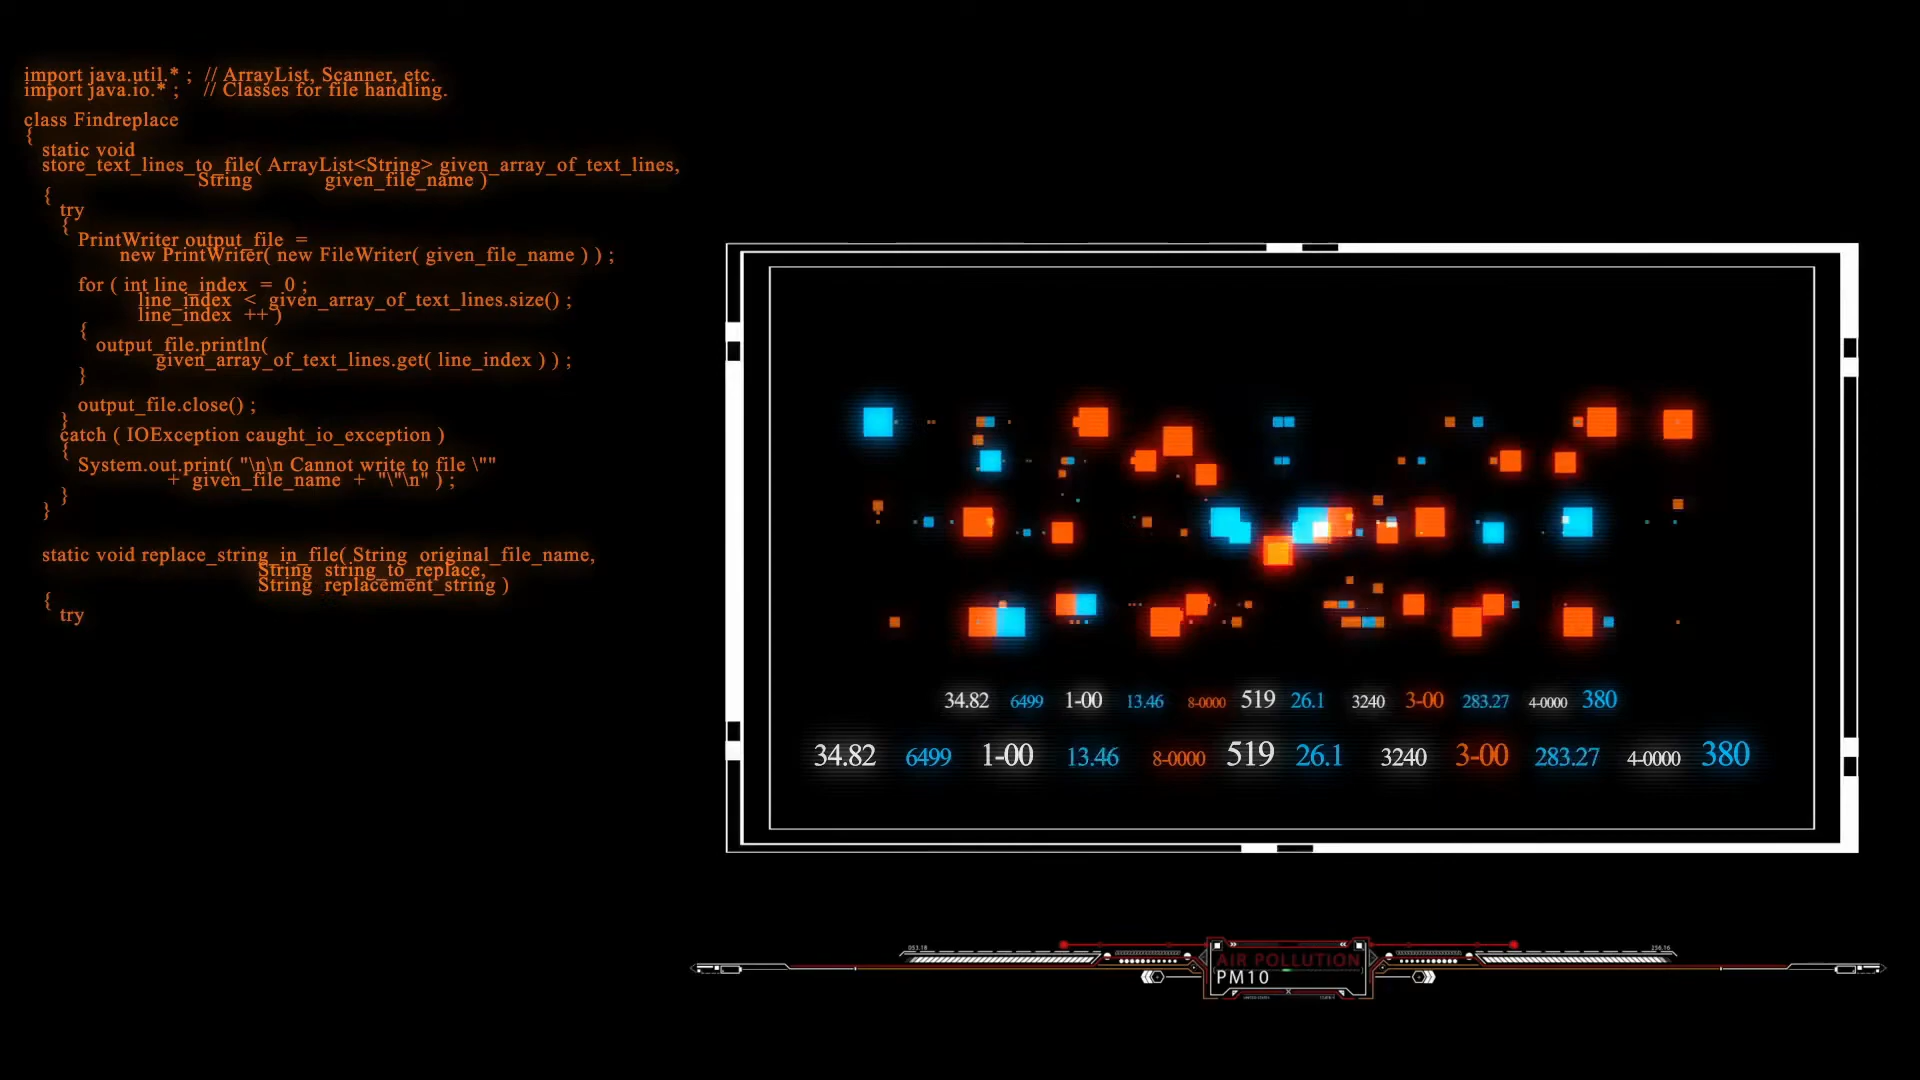 import java.util.* ;  // ArrayList, Scanner, etc.
import java.io.* ;    // Classes for file handling.
class Findreplace
{
static void
store_text_lines_to_file( ArrayList<String> given_array_of_text_lines,
String given_file_name )
{
try
{
PrintWriter output_file =
new PrintWriter( new FileWriter( given_file_name ) ) ;
for ( int line_index = 0 ;
line_index < given_array_of_text_lines.size() ;
line_index ++ )
{
output_file.println(
given_array_of_text_lines.get( line_index ) ) ;
}
output_file.close() ;
}
catch ( IOException caught_io_exception )
{
System.out.print( "\n\n Cannot write to file \""
+ given_file_name + "\"\n" ) ;
}
}
static void replace_string_in_file( String original_file_name,
String string_to_replace,
String replacement_string )
{
try
34.82 6499 1-00 13.46 8-0000 519 26.1 3240 3-00 283.27 4-0000 380
34.82 6499 1-00 13.46 8-0000 519 26.1 3240 3-00 283.27 4-0000 380
053.18
256.16
AIR POLLUTION
PM10